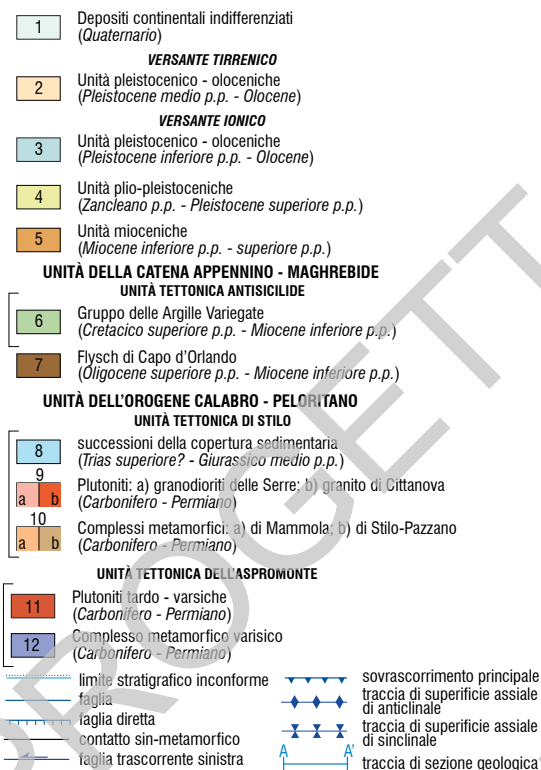 1
Depositi continentali indifferenziati
(Quaternario)
VERSANTE TIRRENICO
2
Unità pleistocenico - oloceniche
(Pleistocene medio p.p. - Olocene)
VERSANTE IONICO
3
Unità pleistocenico - oloceniche
(Pleistocene inferiore p.p. - Olocene)
4
Unità plio-pleistoceniche
(Zancleano p.p. - Pleistocene superiore p.p.)
5
Unità mioceniche
(Miocene inferiore p.p. - superiore p.p.)
UNITÀ DELLA CATENA APPENNINO - MAGHREBIDE
UNITÀ TETTONICA ANTISICILIDE
6
Gruppo delle Argille Variegate
(Cretacico superiore p.p. - Miocene inferiore p.p.)
7
Flysch di Capo d'Orlando
(Oligocene superiore p.p. - Miocene inferiore p.p.)
UNITÀ DELL'OROGENE CALABRO - PELORITANO
UNITÀ TETTONICA DI STILO
8
successioni della copertura sedimentaria
(Trias superiore? - Giurassico medio p.p.)
9
a b
Plutoniti: a) granodioriti delle Serre; b) granito di Cittanova
(Carbonifero - Permiano)
10
a b
Complessi metamorfici: a) di Mammola; b) di Stilo-Pazzano
(Carbonifero - Permiano)
UNITÀ TETTONICA DELL'ASPROMONTE
11
Plutoniti tardo - varsiche
(Carbonifero - Permiano)
12
Complesso metamorfico varisico
(Carbonifero - Permiano)
limite stratigrafico inconforme
faglia
faglia diretta
contatto sin-metamorfico
faglia trascorrente sinistra
sovrascorrimento principale
traccia di superficie assiale
di anticlinale
traccia di superficie assiale
di sinclinale
A A'
traccia di sezione geologica
PROGETT